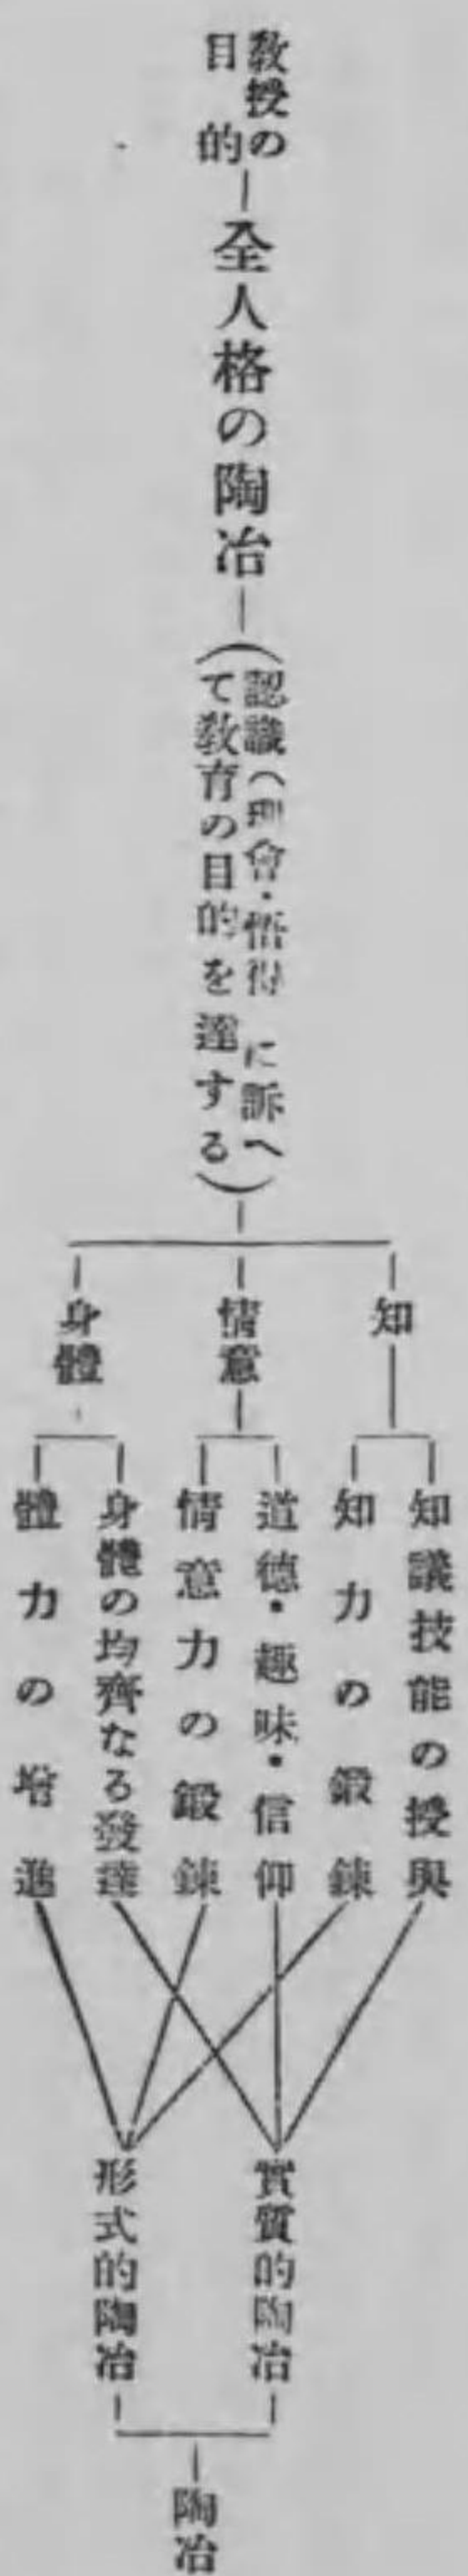 教授の
目的
全人格の陶冶
(認識(理會・悟得 に訴へ
て教育の目的を達する)
知
情意
身體
知議技能の授與
知力の鍛錬
道德・趣味・信仰
情意力の鍛錬
身體の均齊なる發達
體力の增進
實質的陶冶
形式的陶冶
陶冶